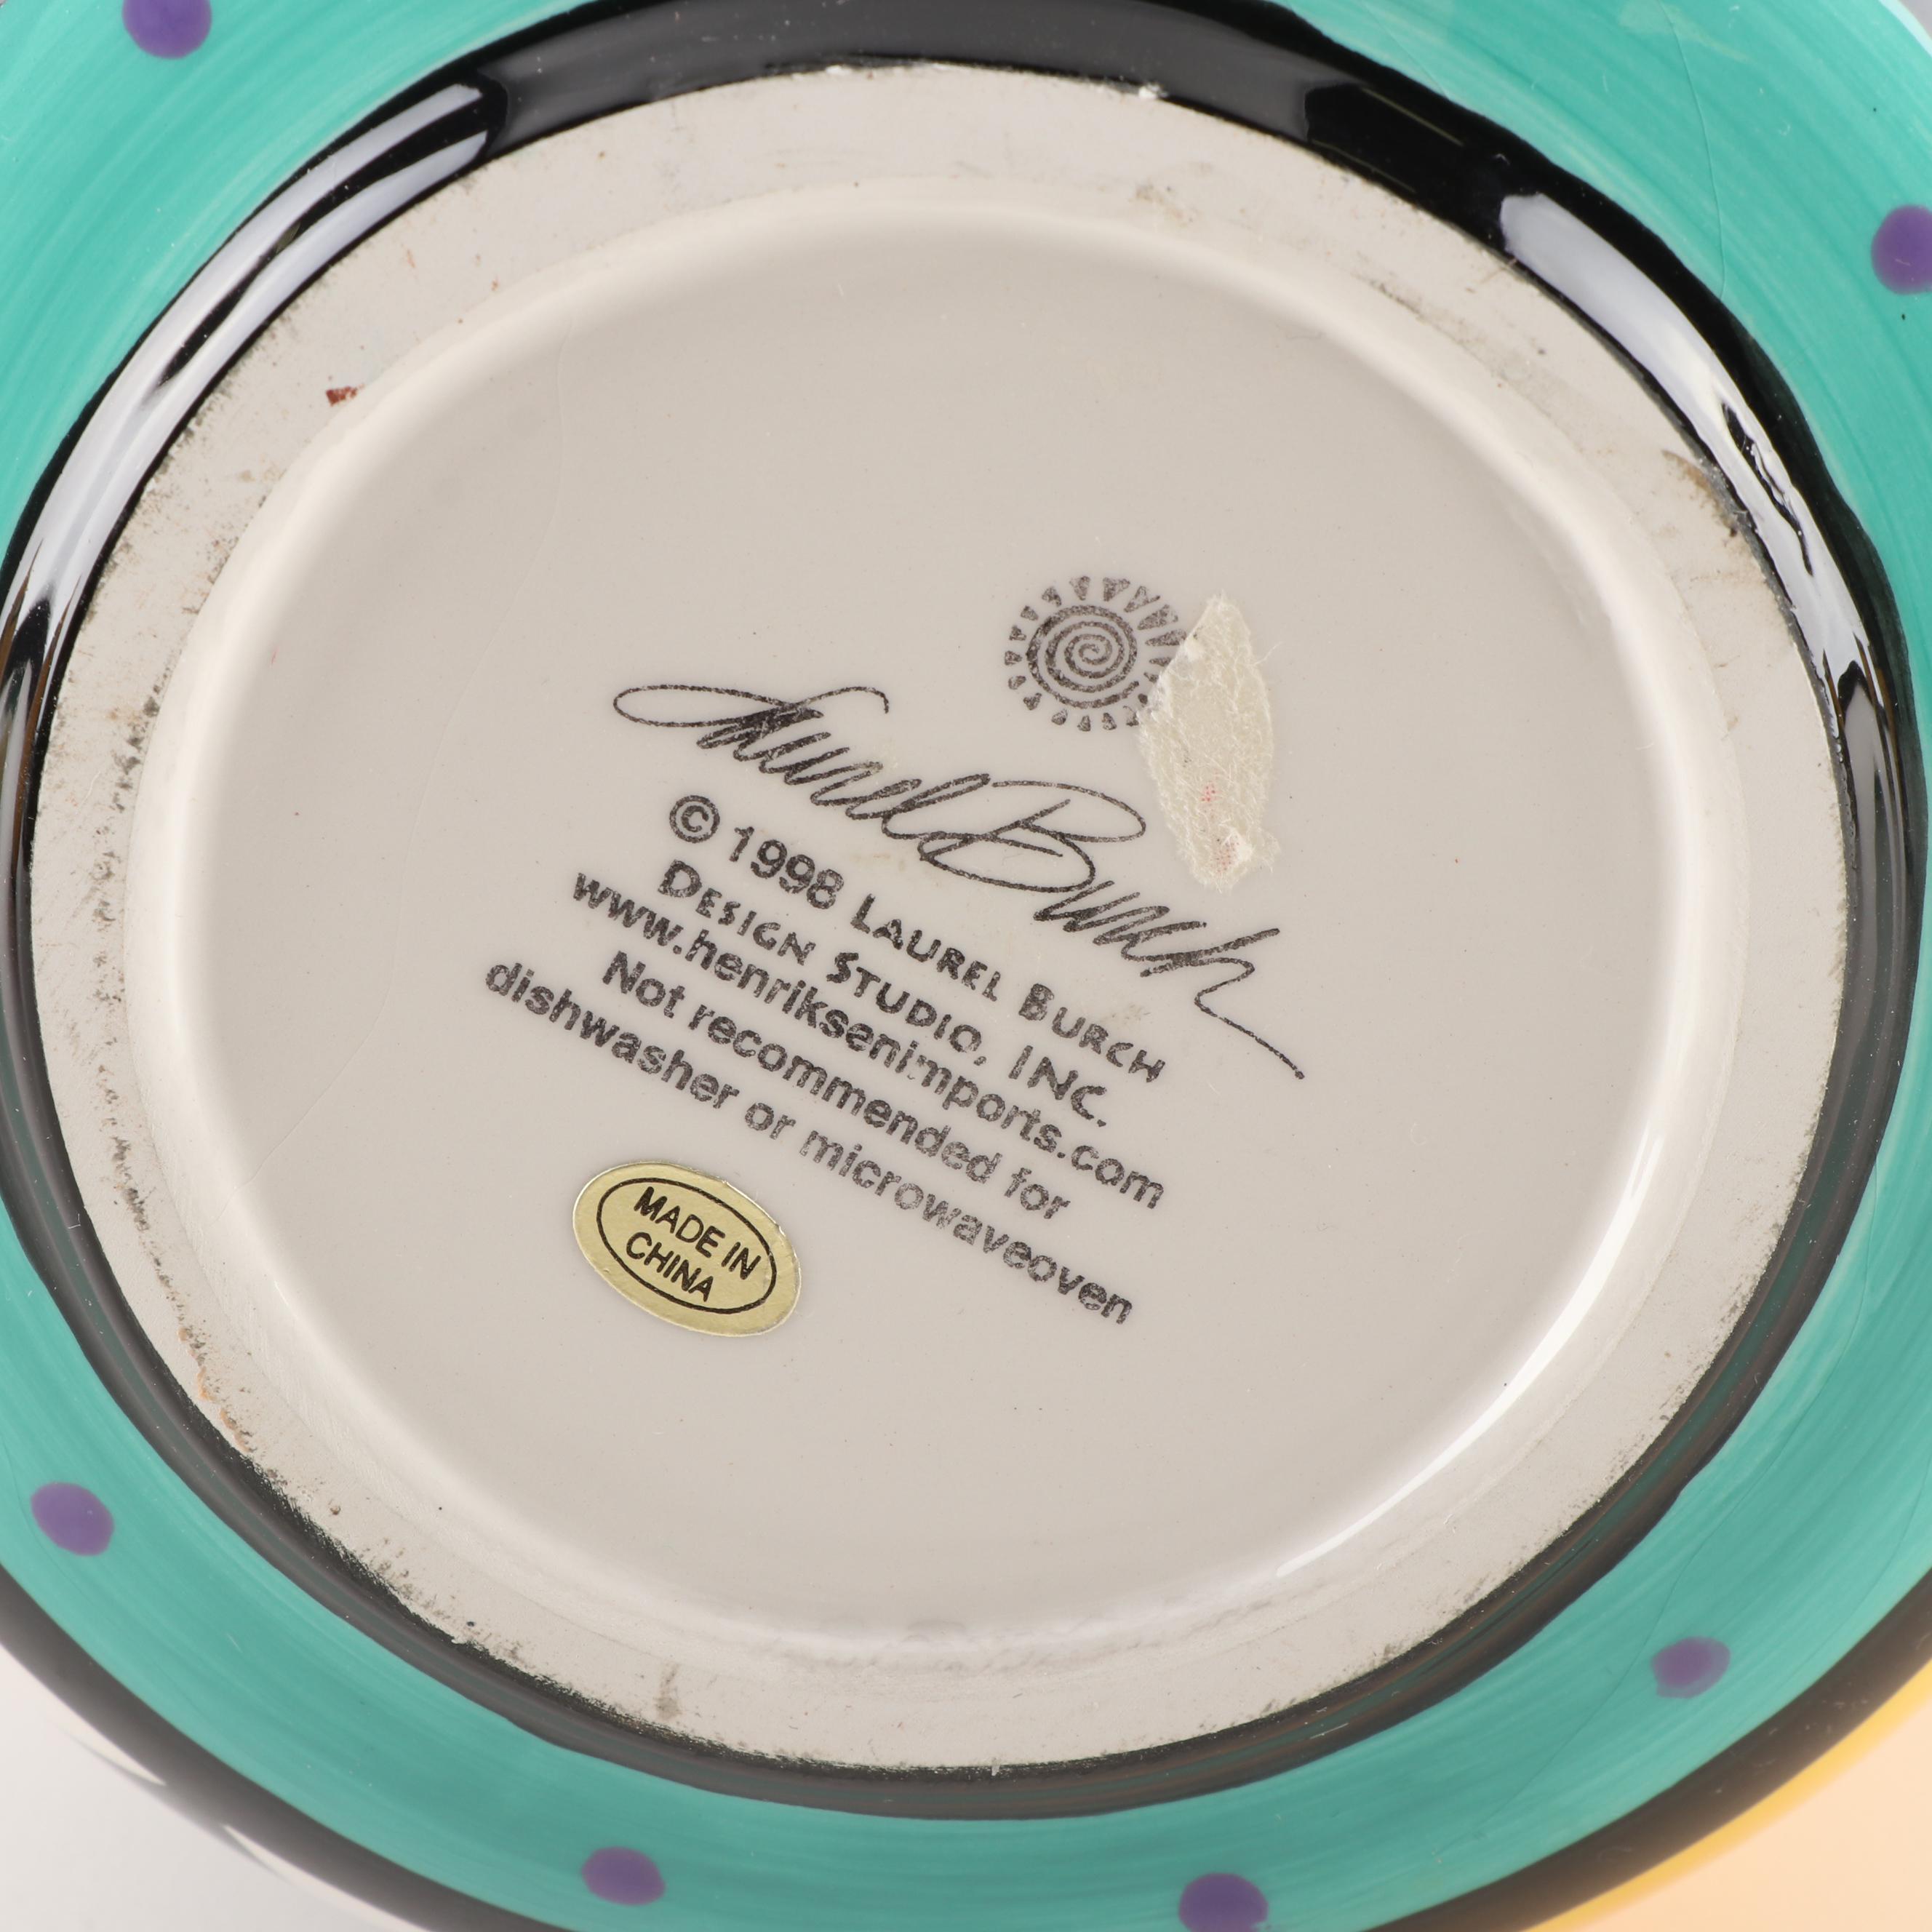 Laurel Burch
© 1998 LAUREL BURCH
DESIGN STUDIO, INC.
www.henriksenimports.com
Not recommended for
dishwasher or microwaveoven
MADE IN
CHINA